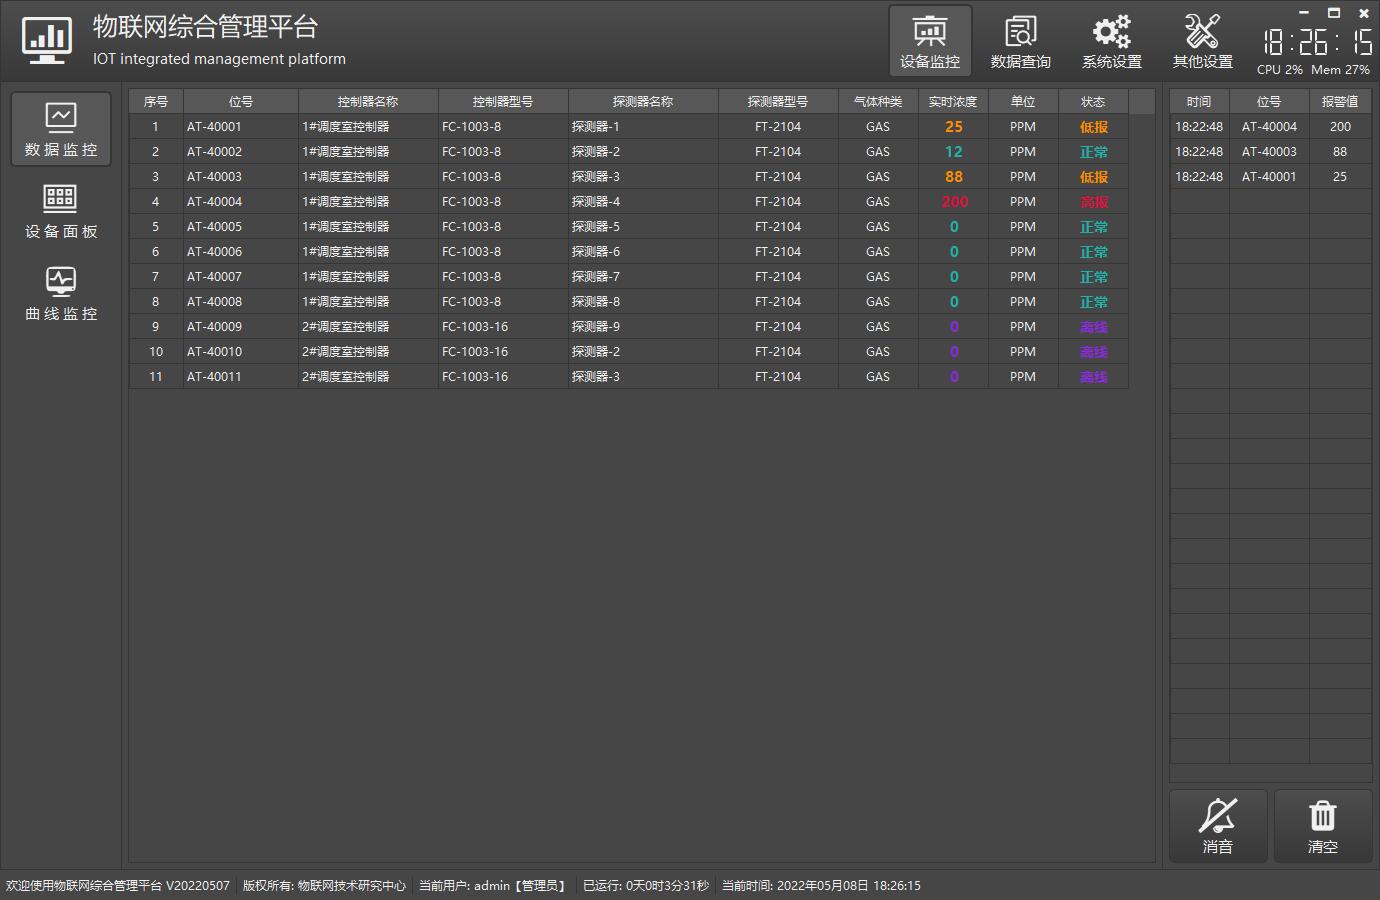 物联网综合管理平台
IOT integrated management platform
设备监控 数据查询 系统设置 其他设置
18:26:15
CPU 2% Mem 27%
数据监控
设备面板
曲线监控
序号 位号 控制器名称 控制器型号 探测器名称 探测器型号 气体种类 实时浓度 单位 状态
1 AT-40001 1#调度室控制器 FC-1003-8 探测器-1 FT-2104 GAS 25 PPM 低报
2 AT-40002 1#调度室控制器 FC-1003-8 探测器-2 FT-2104 GAS 12 PPM 正常
3 AT-40003 1#调度室控制器 FC-1003-8 探测器-3 FT-2104 GAS 88 PPM 低报
4 AT-40004 1#调度室控制器 FC-1003-8 探测器-4 FT-2104 GAS 200 PPM 高报
5 AT-40005 1#调度室控制器 FC-1003-8 探测器-5 FT-2104 GAS 0 PPM 正常
6 AT-40006 1#调度室控制器 FC-1003-8 探测器-6 FT-2104 GAS 0 PPM 正常
7 AT-40007 1#调度室控制器 FC-1003-8 探测器-7 FT-2104 GAS 0 PPM 正常
8 AT-40008 1#调度室控制器 FC-1003-8 探测器-8 FT-2104 GAS 0 PPM 正常
9 AT-40009 2#调度室控制器 FC-1003-16 探测器-9 FT-2104 GAS 0 PPM 离线
10 AT-40010 2#调度室控制器 FC-1003-16 探测器-2 FT-2104 GAS 0 PPM 离线
11 AT-40011 2#调度室控制器 FC-1003-16 探测器-3 FT-2104 GAS 0 PPM 离线
时间 位号 报警值
18:22:48 AT-40004 200
18:22:48 AT-40003 88
18:22:48 AT-40001 25
消音 清空
欢迎使用物联网综合管理平台 V20220507 版权所有: 物联网技术研究中心 当前用户: admin【管理员】 已运行: 0天0时3分31秒 当前时间: 2022年05月08日 18:26:15